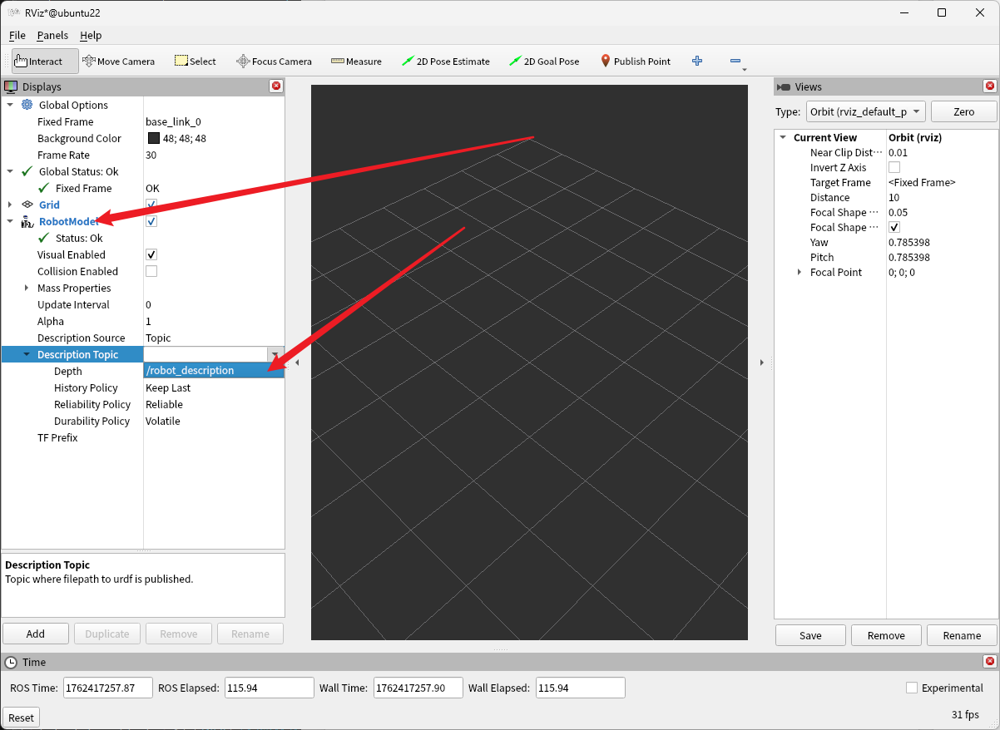 RViz*@ubuntu22
File Panels Help
Interact Move Camera Select Focus Camera Measure 2D Pose Estimate 2D Goal Pose Publish Point
Displays
Global Options
Fixed Frame base_link_0
Background Color 48; 48; 48
Frame Rate 30
Global Status: Ok
Fixed Frame OK
Grid
RobotModel
Status: Ok
Visual Enabled
Collision Enabled
Mass Properties
Update Interval 0
Alpha 1
Description Source Topic
Description Topic
Depth /robot_description
History Policy Keep Last
Reliability Policy Reliable
Durability Policy Volatile
TF Prefix
Description Topic
Topic where filepath to urdf is published.
Add Duplicate Remove Rename
Views
Type: Orbit (rviz_default_p Zero
Current View Orbit (rviz)
Near Clip Dist··· 0.01
Invert Z Axis
Target Frame <Fixed Frame>
Distance 10
Focal Shape ··· 0.05
Focal Shape ···
Yaw 0.785398
Pitch 0.785398
Focal Point 0; 0; 0
Save Remove Rename
Time
ROS Time: 1762417257.87 ROS Elapsed: 115.94 Wall Time: 1762417257.90 Wall Elapsed: 115.94 Experimental
Reset 31 fps